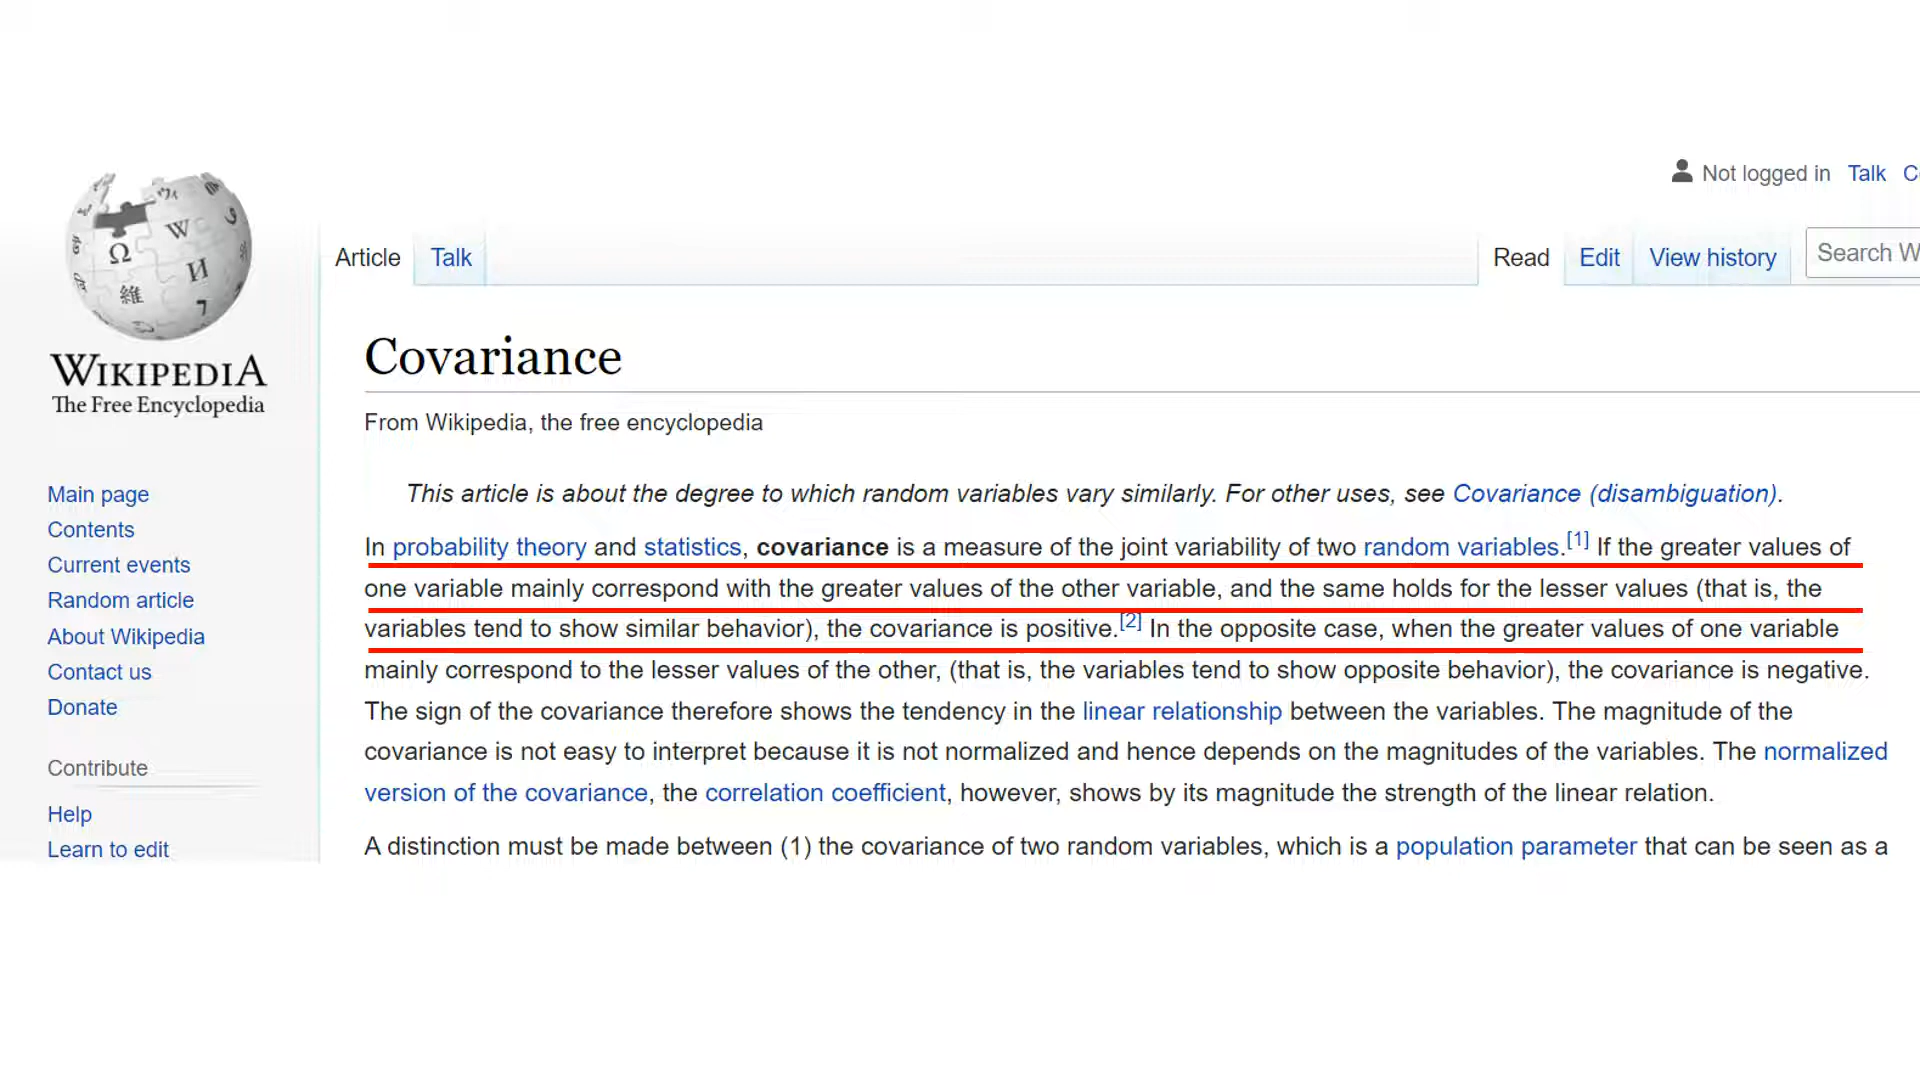 Not logged in Talk
Article Talk Read Edit View history Search W
Covariance
WIKIPEDIA
The Free Encyclopedia
From Wikipedia, the free encyclopedia
This article is about the degree to which random variables vary similarly. For other uses, see Covariance (disambiguation).
In probability theory and statistics, covariance is a measure of the joint variability of two random variables.[1] If the greater values of
one variable mainly correspond with the greater values of the other variable, and the same holds for the lesser values (that is, the
variables tend to show similar behavior), the covariance is positive.[2] In the opposite case, when the greater values of one variable
mainly correspond to the lesser values of the other, (that is, the variables tend to show opposite behavior), the covariance is negative.
The sign of the covariance therefore shows the tendency in the linear relationship between the variables. The magnitude of the
covariance is not easy to interpret because it is not normalized and hence depends on the magnitudes of the variables. The normalized
version of the covariance, the correlation coefficient, however, shows by its magnitude the strength of the linear relation.
A distinction must be made between (1) the covariance of two random variables, which is a population parameter that can be seen as a
Main page
Contents
Current events
Random article
About Wikipedia
Contact us
Donate
Contribute
Help
Learn to edit